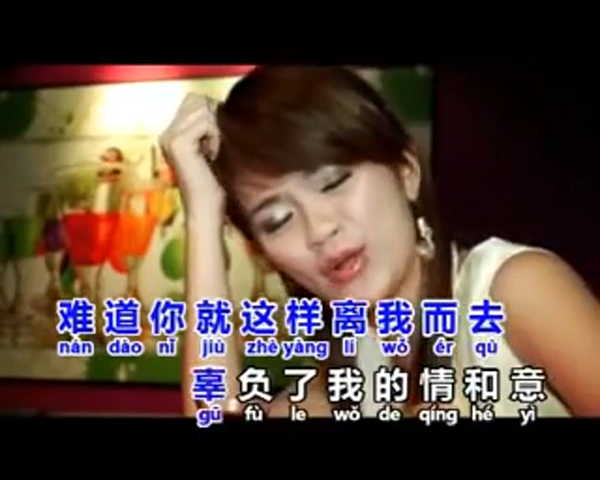 难道你就这样离我而去
nán dào nǐ jiù zhè yàng lí wǒ ér qù
辜负了我的情和意
gū fù le wǒ de qíng hé yì